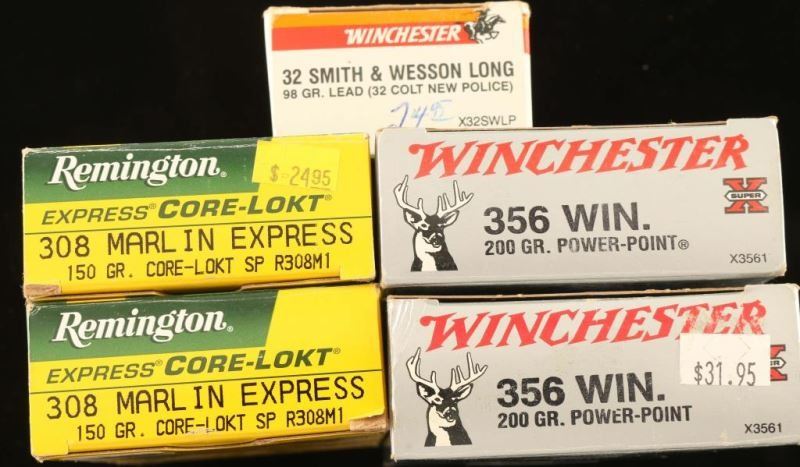 WINCHESTER
32 SMITH & WESSON LONG
98 GR. LEAD (32 COLT NEW POLICE)
24.95
X32SWLP
Remington.
$24.95
EXPRESS® CORE-LOKT®
308 MARLIN EXPRESS
150 GR. CORE-LOKT SP R308M1
WINCHESTER
X
SUPER
356 WIN.
200 GR. POWER-POINT®
X3561
Remington.
EXPRESS® CORE-LOKT®
308 MARLIN EXPRESS
150 GR. CORE-LOKT SP R308M1
WINCHESTER
$31.95
356 WIN.
200 GR. POWER-POINT
X3561